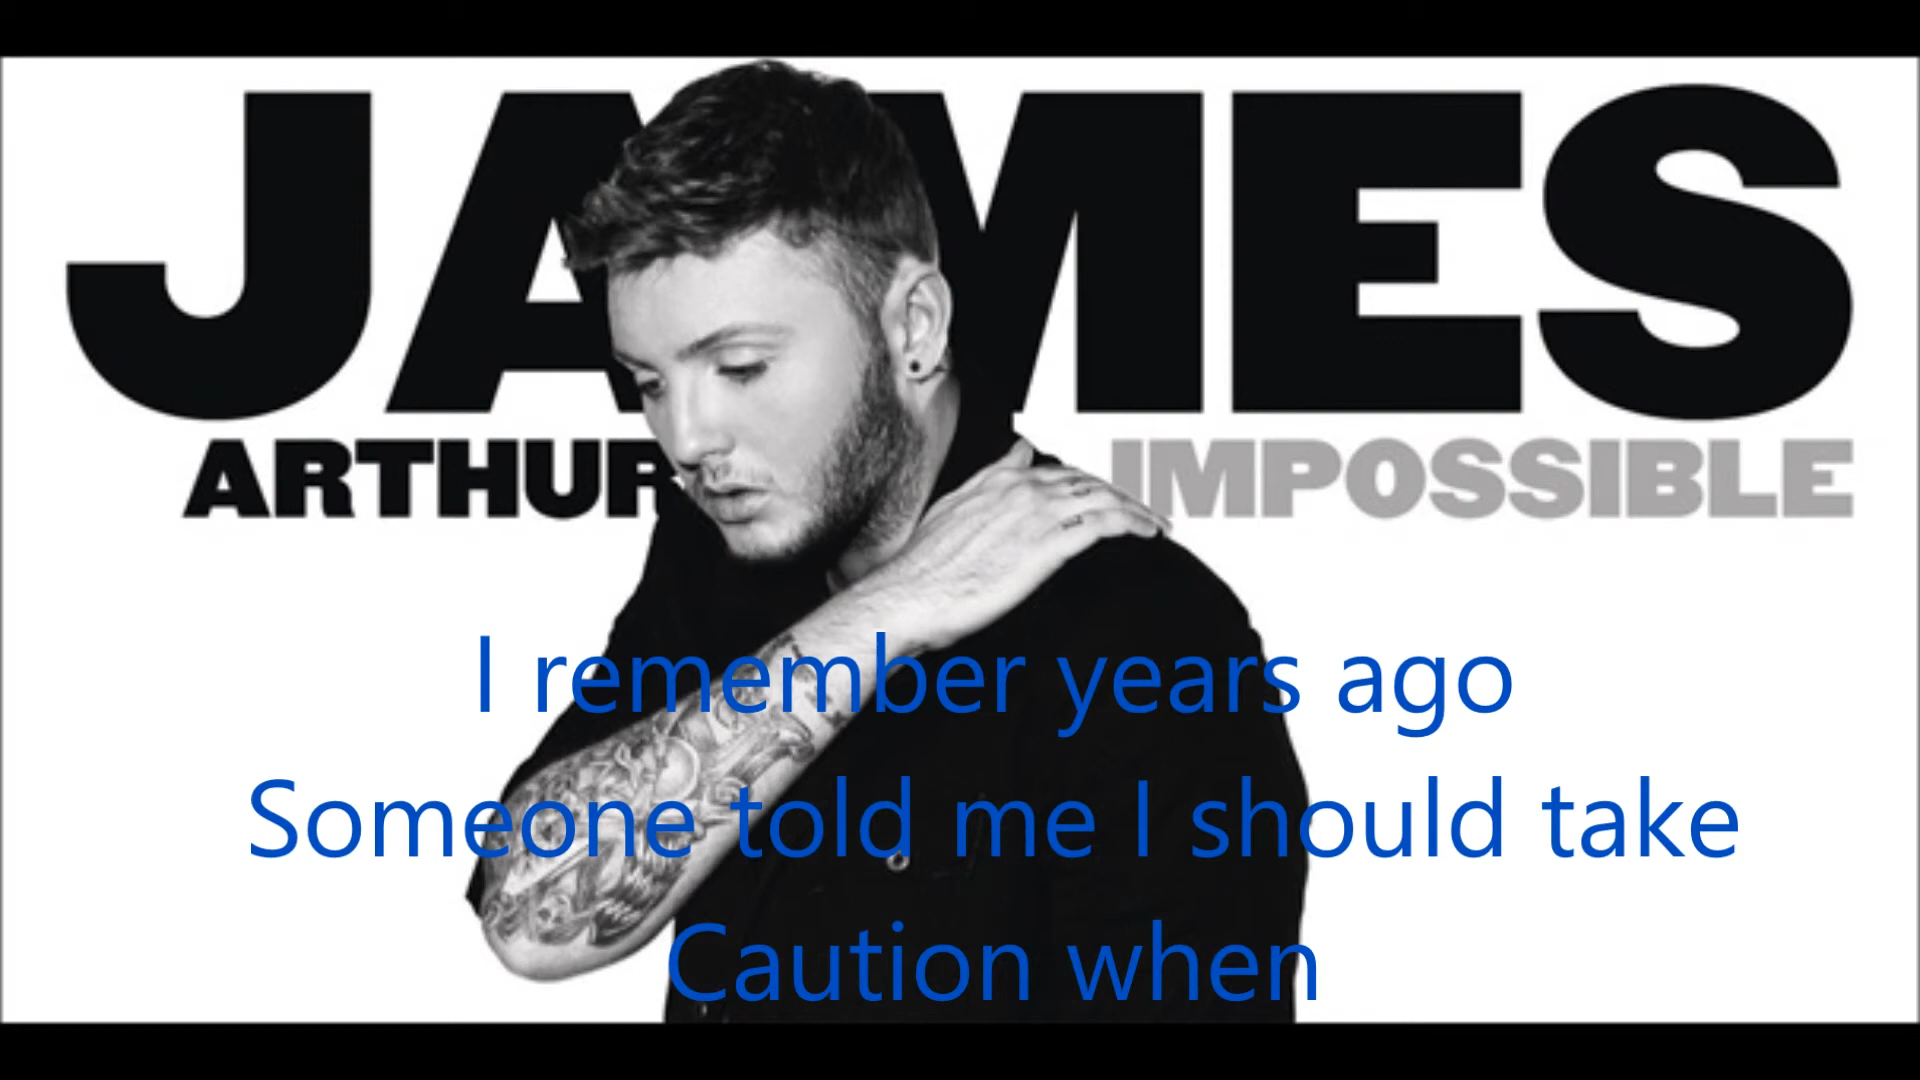 JAMES
ARTHUR IMPOSSIBLE
I remember years ago
Someone told me I should take
Caution when